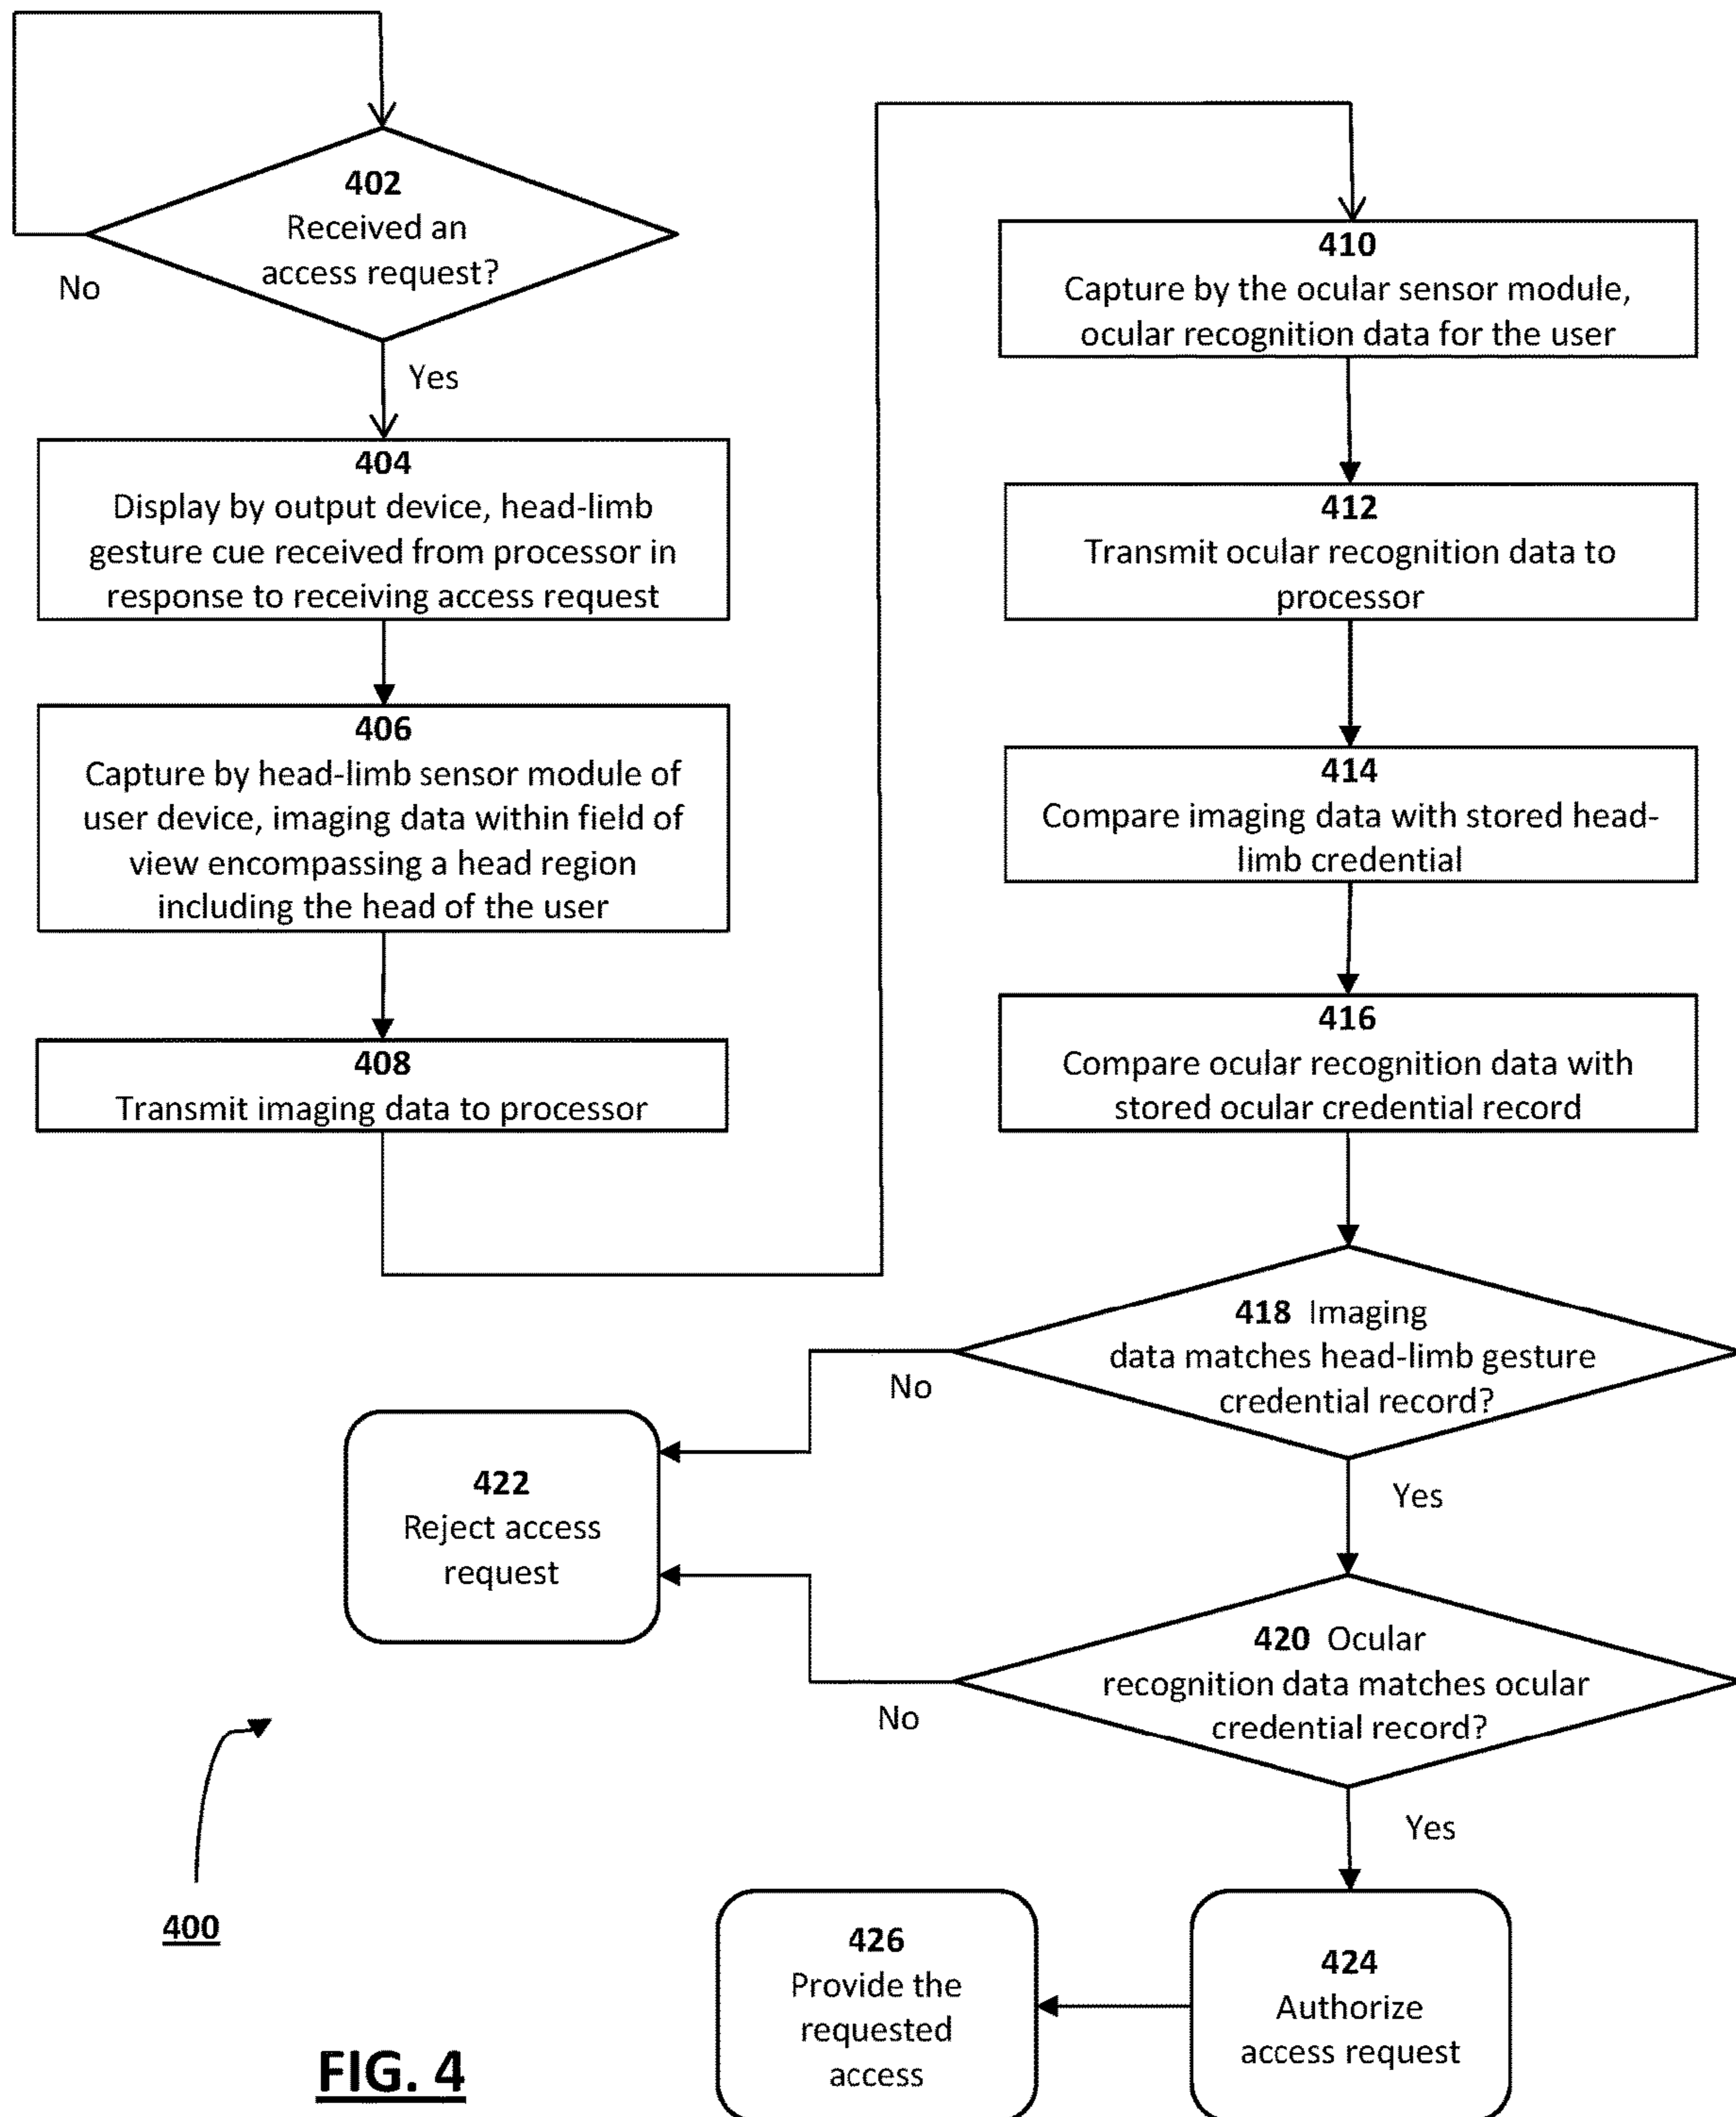 402
Received an
access request?
No
Yes
404
Display by output device, head-limb
gesture cue received from processor in
response to receiving access request
406
Capture by head-limb sensor module of
user device, imaging data within field of
view encompassing a head region
including the head of the user
408
Transmit imaging data to processor
410
Capture by the ocular sensor module,
ocular recognition data for the user
412
Transmit ocular recognition data to
processor
414
Compare imaging data with stored head-
limb credential
416
Compare ocular recognition data with
stored ocular credential record
418 Imaging
data matches head-limb gesture
credential record?
No
Yes
422
Reject access
request
420 Ocular
recognition data matches ocular
credential record?
No
Yes
424
Authorize
access request
426
Provide the
requested
access
400
FIG. 4